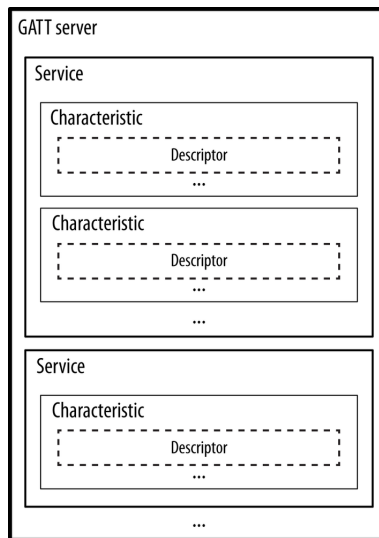 GATT server
Service
Characteristic
Descriptor
...
Characteristic
Descriptor
...
...
Service
Characteristic
Descriptor
...
...